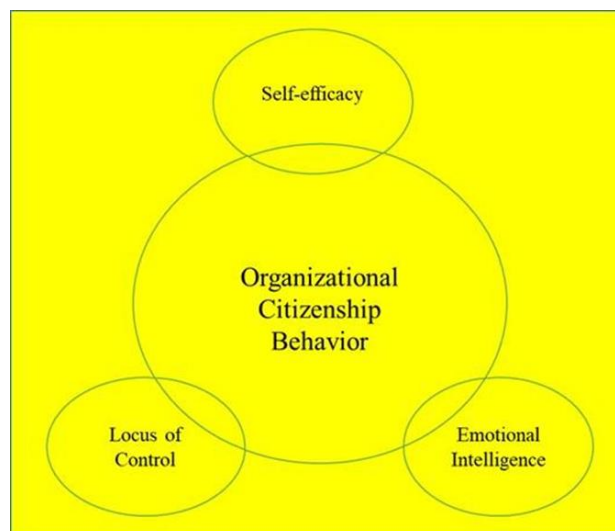 Self-efficacy
Organizational
Citizenship
Behavior
Locus of
Control
Emotional
Intelligence